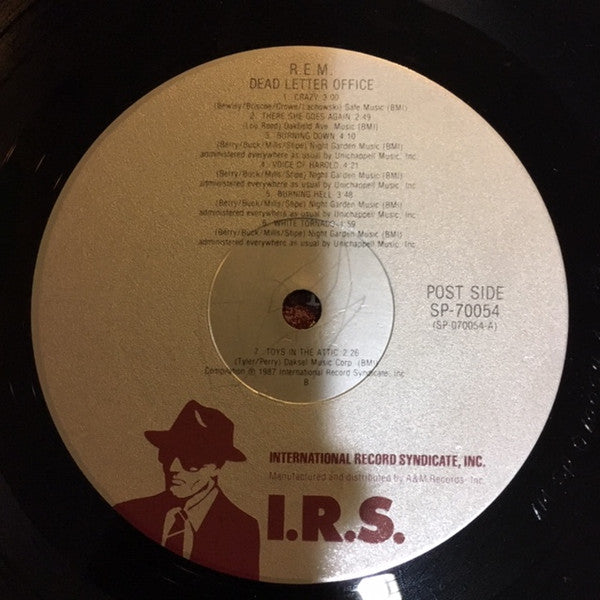 R.E.M.
DEAD LETTER OFFICE
1. CRAZY 3:00
(Bewley/Briscoe/Crowe/Lachowski) Safe Music (BMI)
2. THERE SHE GOES AGAIN 2:49
(Lou Reed) Oakfield Ave. Music (BMI)
3. BURNING DOWN 4:10
(Berry/Buck/Mills/Stipe) Night Garden Music (BMI)
administered everywhere as usual by Unichappell Music, Inc.
4. VOICE OF HAROLD 4:21
(Berry/Buck/Mills/Stipe) Night Garden Music (BMI)
administered everywhere as usual by Unichappell Music, Inc.
5. BURNING HELL 3:48
(Berry/Buck/Mills/Stipe) Night Garden Music (BMI)
administered everywhere as usual by Unichappell Music, Inc.
6. WHITE TORNADO 1:59
(Berry/Buck/Mills/Stipe) Night Garden Music (BMI)
administered everywhere as usual by Unichappell Music, Inc.
POST SIDE
SP-70054
(SP-070054-A)
7. TOYS IN THE ATTIC 2:26
(Tyler/Perry) Daksel Music Corp. (BMI)
Compilation ℗ 1987 International Record Syndicate, Inc.
8
INTERNATIONAL RECORD SYNDICATE, INC.
Manufactured and distributed by A&M Records, Inc.
I.R.S.